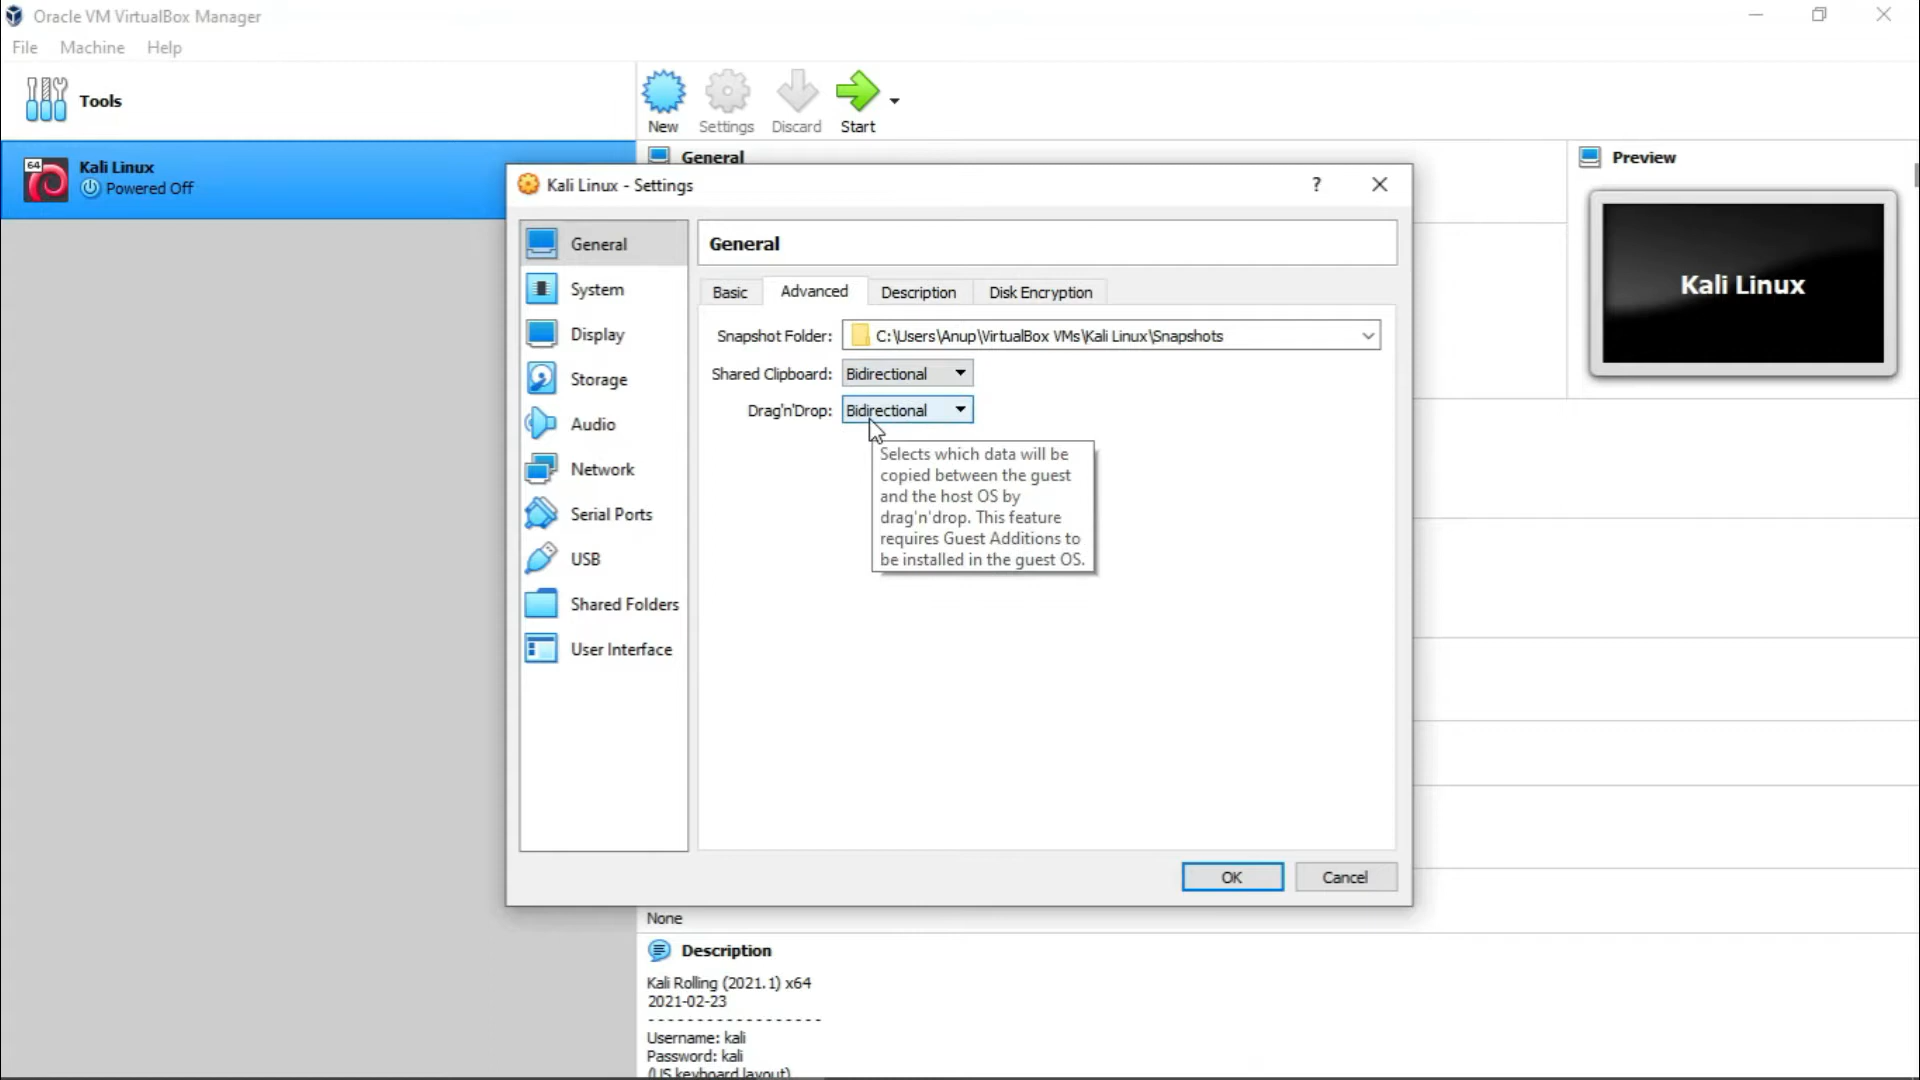 Oracle VM VirtualBox Manager
File Machine Help
Tools
New Settings Discard Start
64
Kali Linux
Powered Off
General
Preview
Kali Linux
Kali Linux - Settings
?
General
System
Display
Storage
Audio
Network
Serial Ports
USB
Shared Folders
User Interface
General
Basic Advanced Description Disk Encryption
Snapshot Folder: C:\Users\Anup\VirtualBox VMs\Kali Linux\Snapshots
Shared Clipboard: Bidirectional
Drag'n'Drop: Bidirectional
Selects which data will be
copied between the guest
and the host OS by
drag'n'drop. This feature
requires Guest Additions to
be installed in the guest OS.
OK Cancel
None
Description
Kali Rolling (2021.1) x64
2021-02-23
- - - - - - - - - - - - - - - - - -
Username: kali
Password: kali
(US keyboard layout)